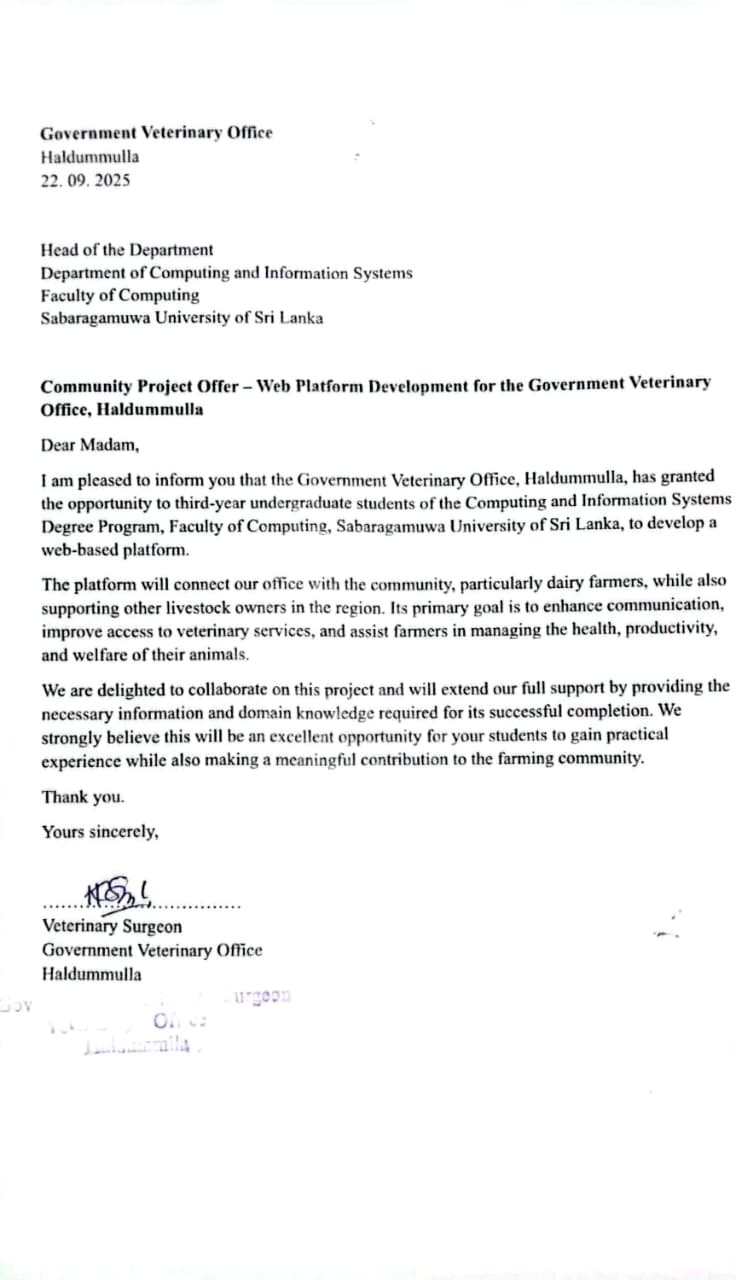 Government Veterinary Office
Haldummulla
22. 09. 2025
Head of the Department
Department of Computing and Information Systems
Faculty of Computing
Sabaragamuwa University of Sri Lanka
Community Project Offer – Web Platform Development for the Government Veterinary
Office, Haldummulla
Dear Madam,
I am pleased to inform you that the Government Veterinary Office, Haldummulla, has granted
the opportunity to third-year undergraduate students of the Computing and Information Systems
Degree Program, Faculty of Computing, Sabaragamuwa University of Sri Lanka, to develop a
web-based platform.
The platform will connect our office with the community, particularly dairy farmers, while also
supporting other livestock owners in the region. Its primary goal is to enhance communication,
improve access to veterinary services, and assist farmers in managing the health, productivity,
and welfare of their animals.
We are delighted to collaborate on this project and will extend our full support by providing the
necessary information and domain knowledge required for its successful completion. We
strongly believe this will be an excellent opportunity for your students to gain practical
experience while also making a meaningful contribution to the farming community.
Thank you.
Yours sincerely,
Veterinary Surgeon
Government Veterinary Office
Haldummulla